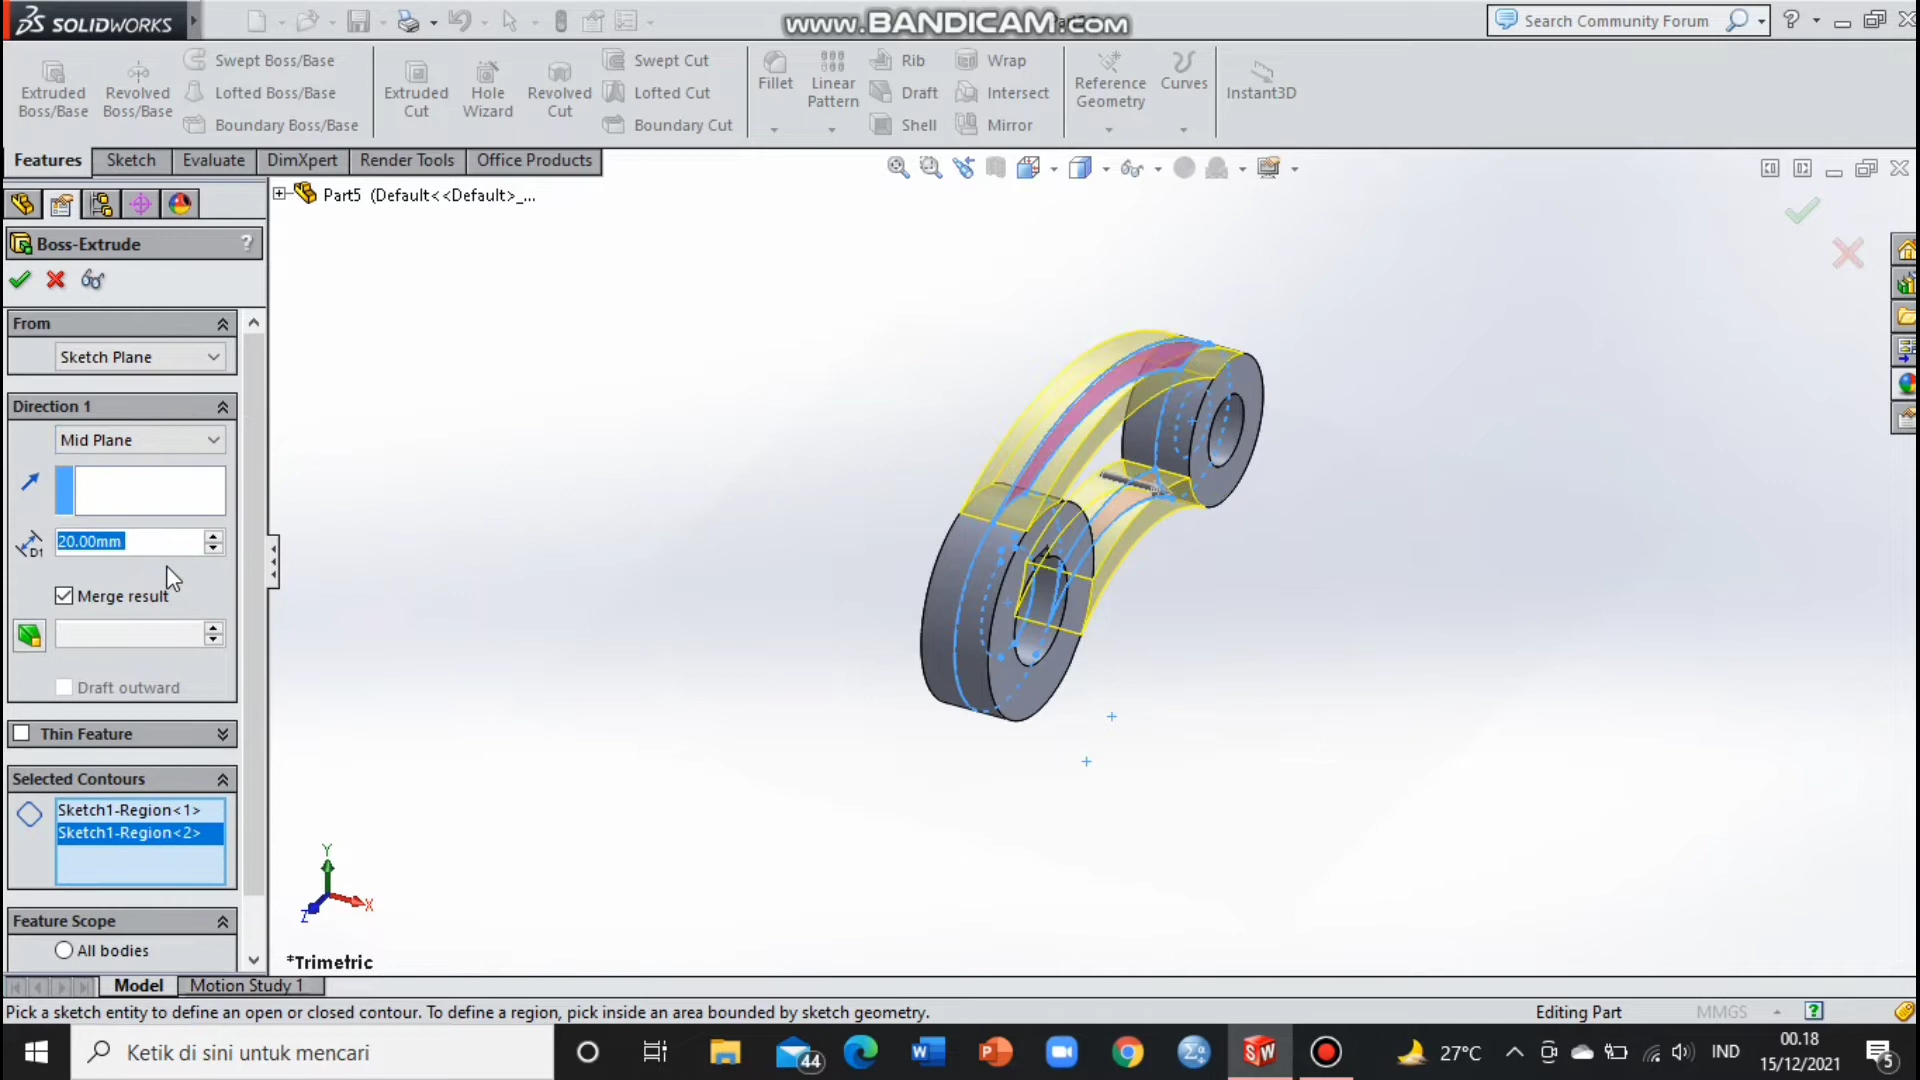 SOLIDWORKS
www.BANDICAM.com
Search Community Forum
Extruded Boss/Base
Revolved Boss/Base
Swept Boss/Base
Lofted Boss/Base
Boundary Boss/Base
Extruded Cut
Hole Wizard
Revolved Cut
Swept Cut
Lofted Cut
Boundary Cut
Fillet
Linear Pattern
Rib
Draft
Shell
Wrap
Intersect
Mirror
Reference Geometry
Curves
Instant3D
Features
Sketch
Evaluate
DimXpert
Render Tools
Office Products
Part5 (Default<<Default>_...
Boss-Extrude
?
From
Sketch Plane
Direction 1
Mid Plane
D1
20.00mm
Merge result
Draft outward
Thin Feature
Selected Contours
Sketch1-Region<1>
Sketch1-Region<2>
Feature Scope
All bodies
Y
X
Z
*Trimetric
Model
Motion Study 1
Pick a sketch entity to define an open or closed contour. To define a region, pick inside an area bounded by sketch geometry.
Editing Part
MMGS
Ketik di sini untuk mencari
44
27°C
IND
00.18
15/12/2021
5